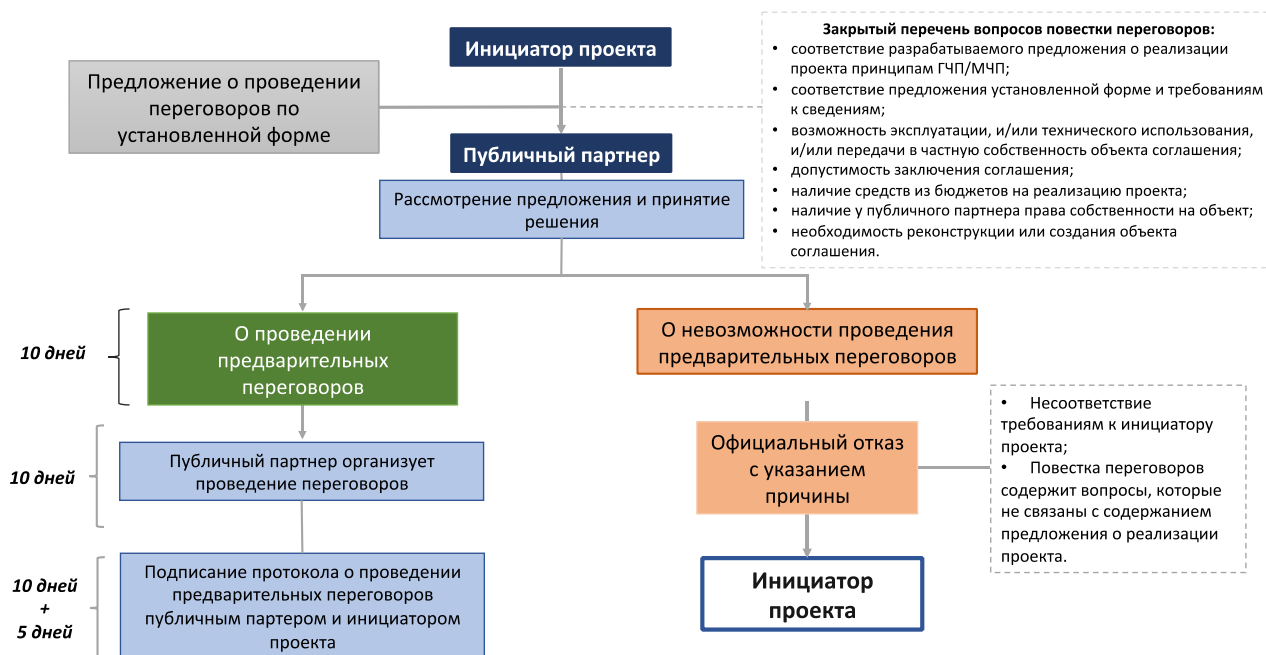 Инициатор проекта
Предложение о проведении
переговоров по
установленной форме
Закрытый перечень вопросов повестки переговоров:
• соответствие разрабатываемого предложения о реализации
проекта принципам ГЧП/МЧП;
• соответствие предложения установленной форме и требованиям
к сведениям;
• возможность эксплуатации, и/или технического использования,
и/или передачи в частную собственность объекта соглашения;
• допустимость заключения соглашения;
• наличие средств из бюджетов на реализацию проекта;
• наличие у публичного партнера права собственности на объект;
• необходимость реконструкции или создания объекта
соглашения.
Публичный партнер
Рассмотрение предложения и принятие
решения
10 дней
О проведении
предварительных
переговоров
О невозможности проведения
предварительных переговоров
10 дней
Публичный партнер организует
проведение переговоров
Официальный отказ
с указанием
причины
• Несоответствие
требованиям к инициатору
проекта;
• Повестка переговоров
содержит вопросы, которые
не связаны с содержанием
предложения о реализации
проекта.
10 дней
+
5 дней
Подписание протокола о проведении
предварительных переговоров
публичным партером и инициатором
проекта
Инициатор
проекта